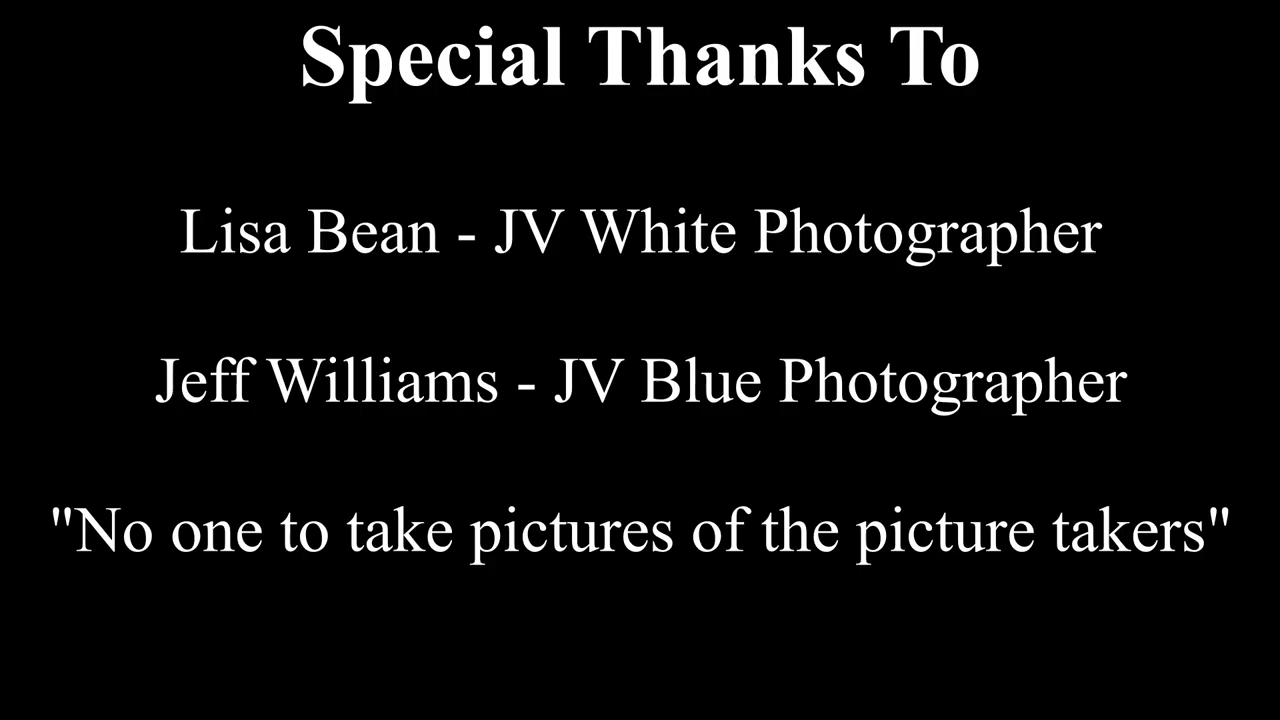 Special Thanks To
Lisa Bean - JV White Photographer
Jeff Williams - JV Blue Photographer
"No one to take pictures of the picture takers"